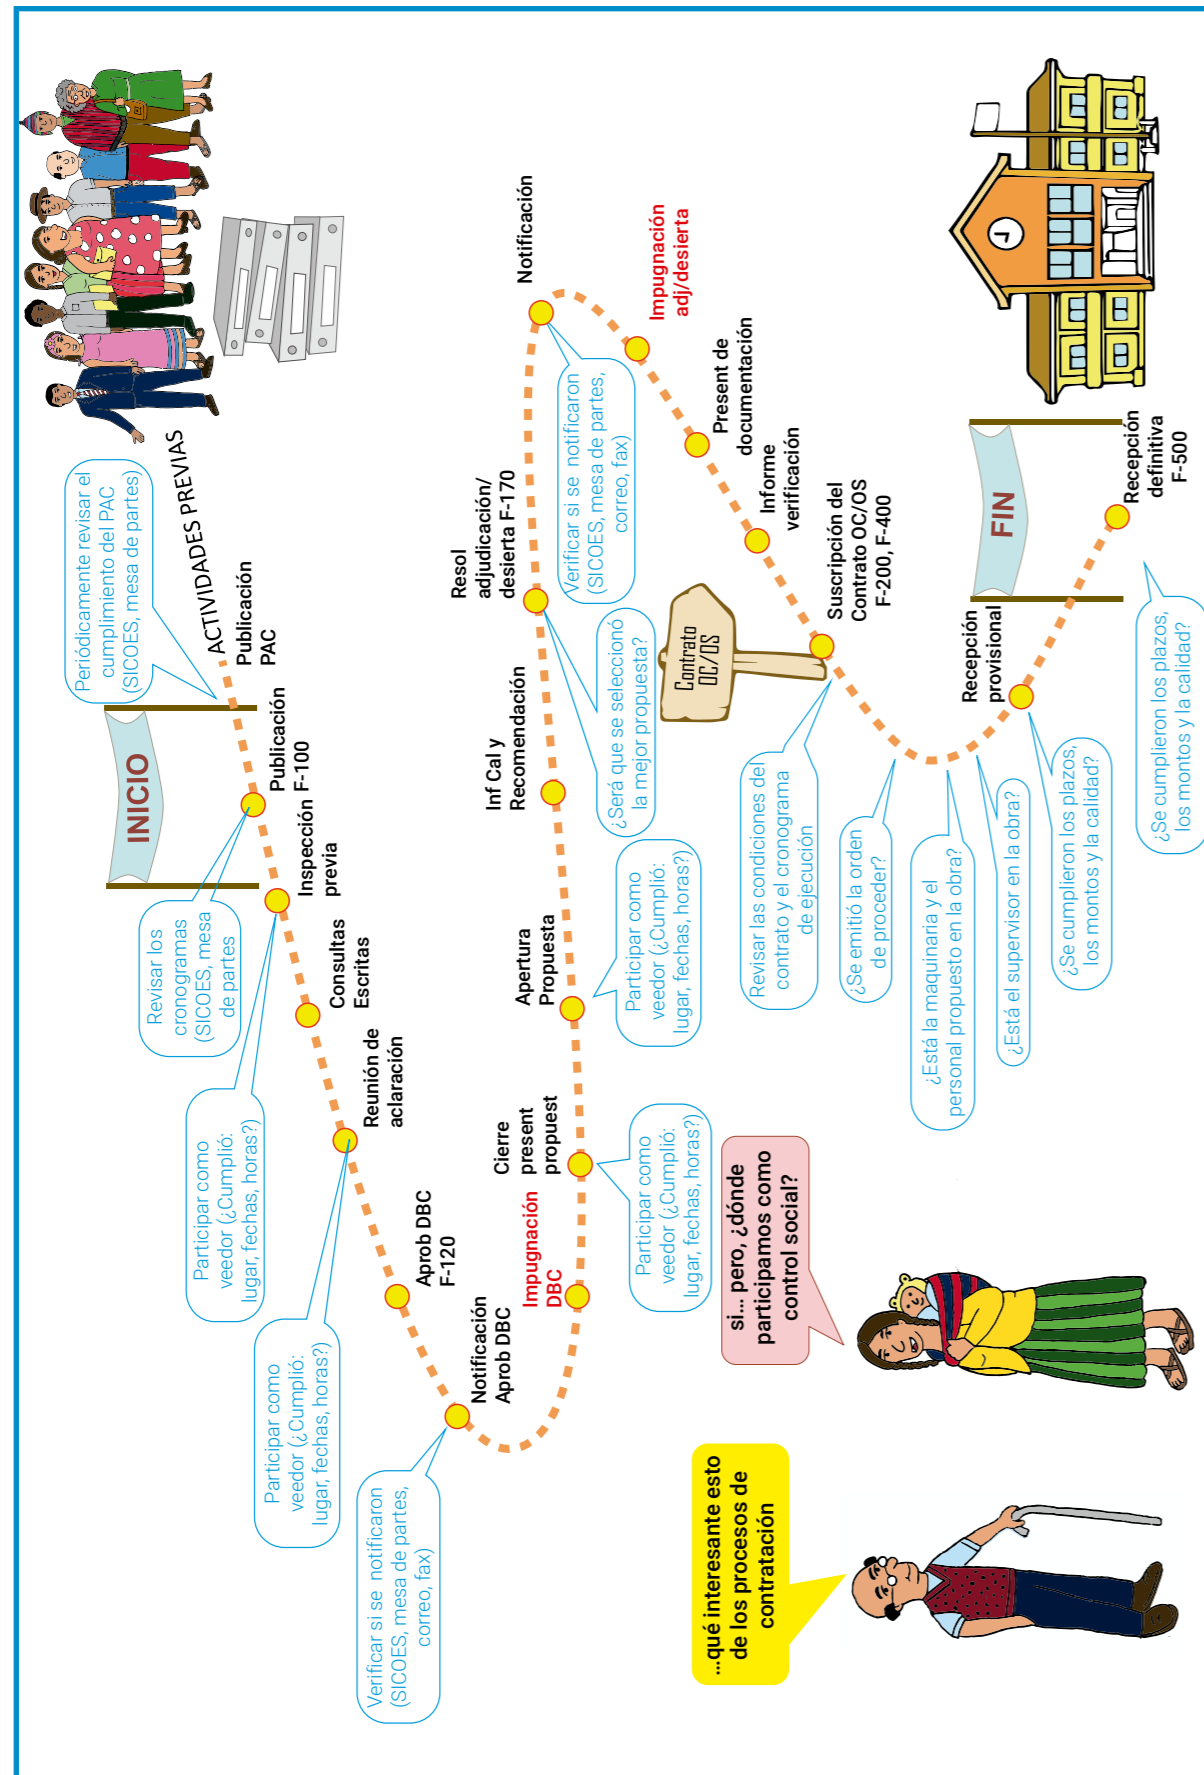 ACTIVIDADES PREVIAS
Periódicamente revisar el
cumplimiento del PAC
(SICOES, mesa de partes)
Publicación
PAC
INICIO
Publicación
F-100
Revisar los
cronogramas
(SICOES, mesa
de partes
Inspección
previa
Participar como
veedor (¿Cumplió:
lugar, fechas, horas?)
Consultas
Escritas
Reunión de
aclaración
Participar como
veedor (¿Cumplió:
lugar, fechas, horas?)
Aprob DBC
F-120
Notificación
Aprob DBC
Verificar si se notificaron
(SICOES, mesa de partes,
correo, fax)
Impugnación
DBC
Cierre
present
propuest
Participar como
veedor (¿Cumplió:
lugar, fechas, horas?)
Apertura
Propuesta
Participar como
veedor (¿Cumplió:
lugar, fechas, horas?)
Inf Cal y
Recomendación
Resol
adjudicación/
desierta F-170
¿Será que se seleccionó
la mejor propuesta?
Notificación
Verificar si se notificaron
(SICOES, mesa de partes,
correo, fax)
Impugnación
adj/desierta
Present de
documentación
Informe
verificación
Contrato
OC/OS
Suscripción del
Contrato OC/OS
F-200, F-400
Revisar las condiciones del
contrato y el cronograma
de ejecución
¿Se emitió la orden
de proceder?
¿Está la maquinaria y el
personal propuesto en la obra?
¿Está el supervisor en la obra?
Recepción
provisional
¿Se cumplieron los plazos,
los montos y la calidad?
FIN
Recepción
definitiva
F-500
¿Se cumplieron los plazos,
los montos y la calidad?
...qué interesante esto
de los procesos de
contratación
si... pero, ¿dónde
participamos como
control social?